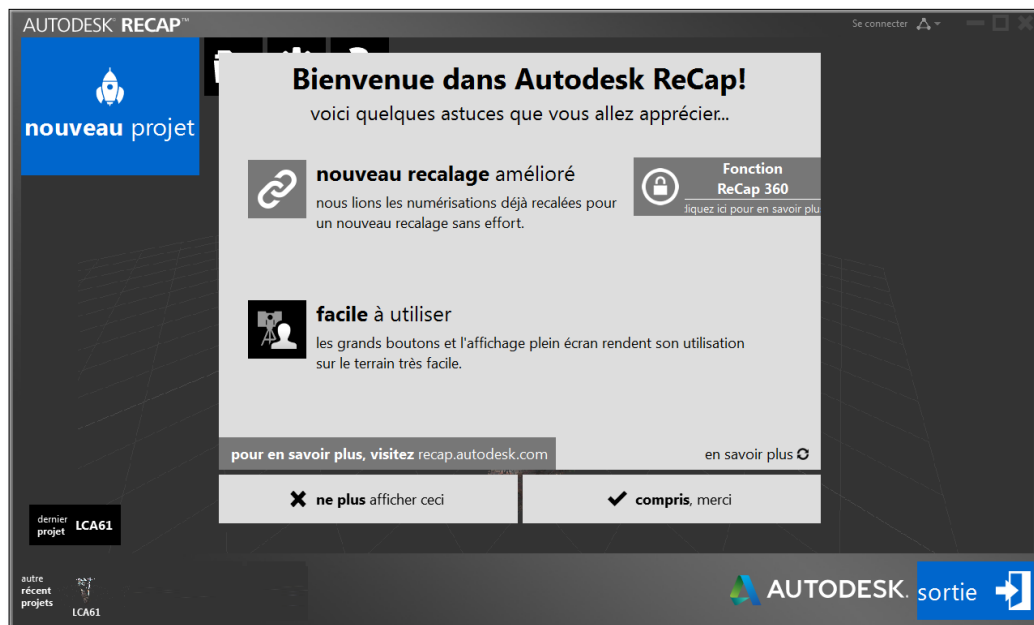 AUTODESK® RECAP™
Se connecter
nouveau projet
Bienvenue dans Autodesk ReCap!
voici quelques astuces que vous allez apprécier...
nouveau recalage amélioré
nous lions les numérisations déjà recalées pour
un nouveau recalage sans effort.
Fonction
ReCap 360
ici pour en savoir
facile à utiliser
les grands boutons et l'affichage plein écran rendent son utilisation
sur le terrain très facile.
pour en savoir plus, visitez recap.autodesk.com
en savoir plus
ne plus afficher ceci
compris, merci
dernier
projet
LCA61
autre
récent
projets
LCA61
AUTODESK.
sortie